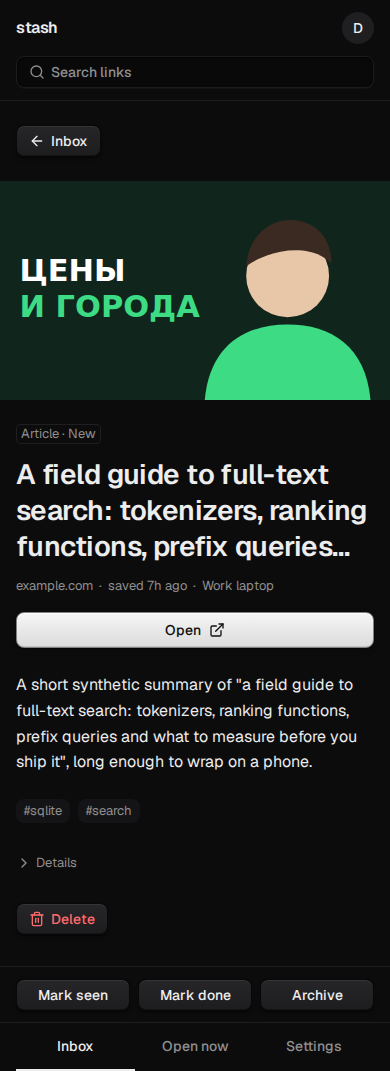 stash
D
Search links
Inbox
ЦЕНЫ
И ГОРОДА
Article · New
A field guide to full-text
search: tokenizers, ranking
functions, prefix queries…
example.com · saved 7h ago · Work laptop
Open
A short synthetic summary of "a field guide to
full-text search: tokenizers, ranking functions,
prefix queries and what to measure before you
ship it", long enough to wrap on a phone.
#sqlite #search
Details
Delete
Mark seen Mark done Archive
Inbox Open now Settings